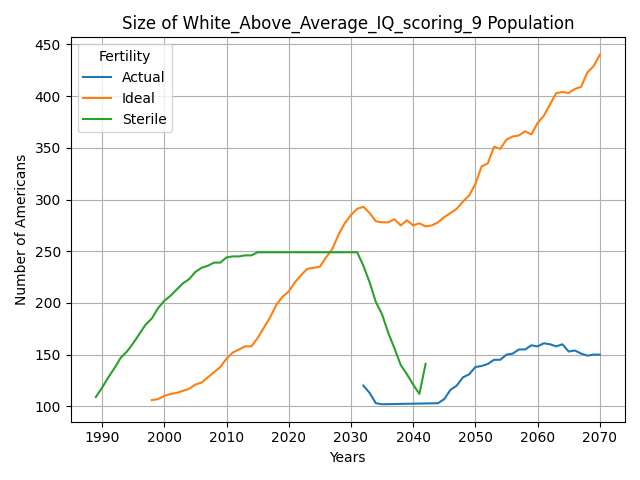 Size of White_Above_Average_IQ_scoring_9 Population
Number of Americans
450
400
350
300
250
200
150
100
Fertility
Actual
Ideal
Sterile
1990 2000 2010 2020 2030 2040 2050 2060 2070
Years